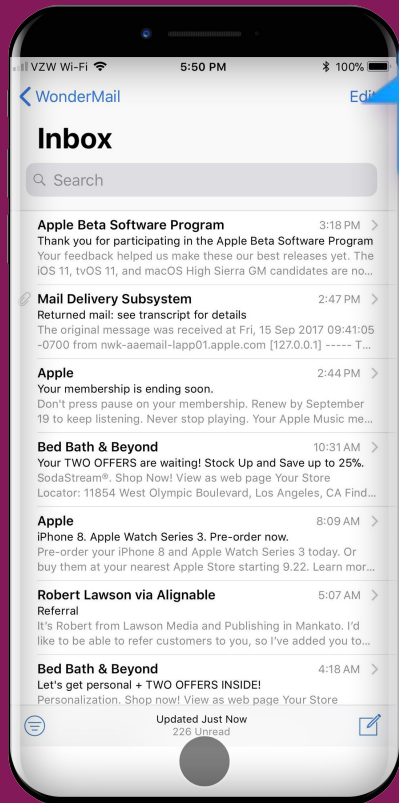 VZW Wi-Fi 5:50 PM 100%
WonderMail Edit
Inbox
Search
Apple Beta Software Program 3:18 PM
Thank you for participating in the Apple Beta Software Program
Your feedback helped us make these our best releases yet. The
iOS 11, tvOS 11, and macOS High Sierra GM candidates are no...
Mail Delivery Subsystem 2:47 PM
Returned mail: see transcript for details
The original message was received at Fri, 15 Sep 2017 09:41:05
-0700 from nwk-aaemail-lapp01.apple.com [127.0.0.1] ----- T...
Apple 2:44 PM
Your membership is ending soon.
Don't press pause on your membership. Renew by September
19 to keep listening. Never stop playing. Your Apple Music me...
Bed Bath & Beyond 10:31 AM
Your TWO OFFERS are waiting! Stock Up and Save up to 25%.
SodaStream®. Shop Now! View as web page Your Store
Locator: 11854 West Olympic Boulevard, Los Angeles, CA Find...
Apple 8:09 AM
iPhone 8. Apple Watch Series 3. Pre-order now.
Pre-order your iPhone 8 and Apple Watch Series 3 today. Or
buy them at your nearest Apple Store starting 9.22. Learn mor...
Robert Lawson via Alignable 5:07 AM
Referral
It's Robert from Lawson Media and Publishing in Mankato. I'd
like to be able to refer customers to you, so I've added you to...
Bed Bath & Beyond 4:18 AM
Let's get personal + TWO OFFERS INSIDE!
Personalization. Shop now! View as web page Your Store
Updated Just Now
226 Unread